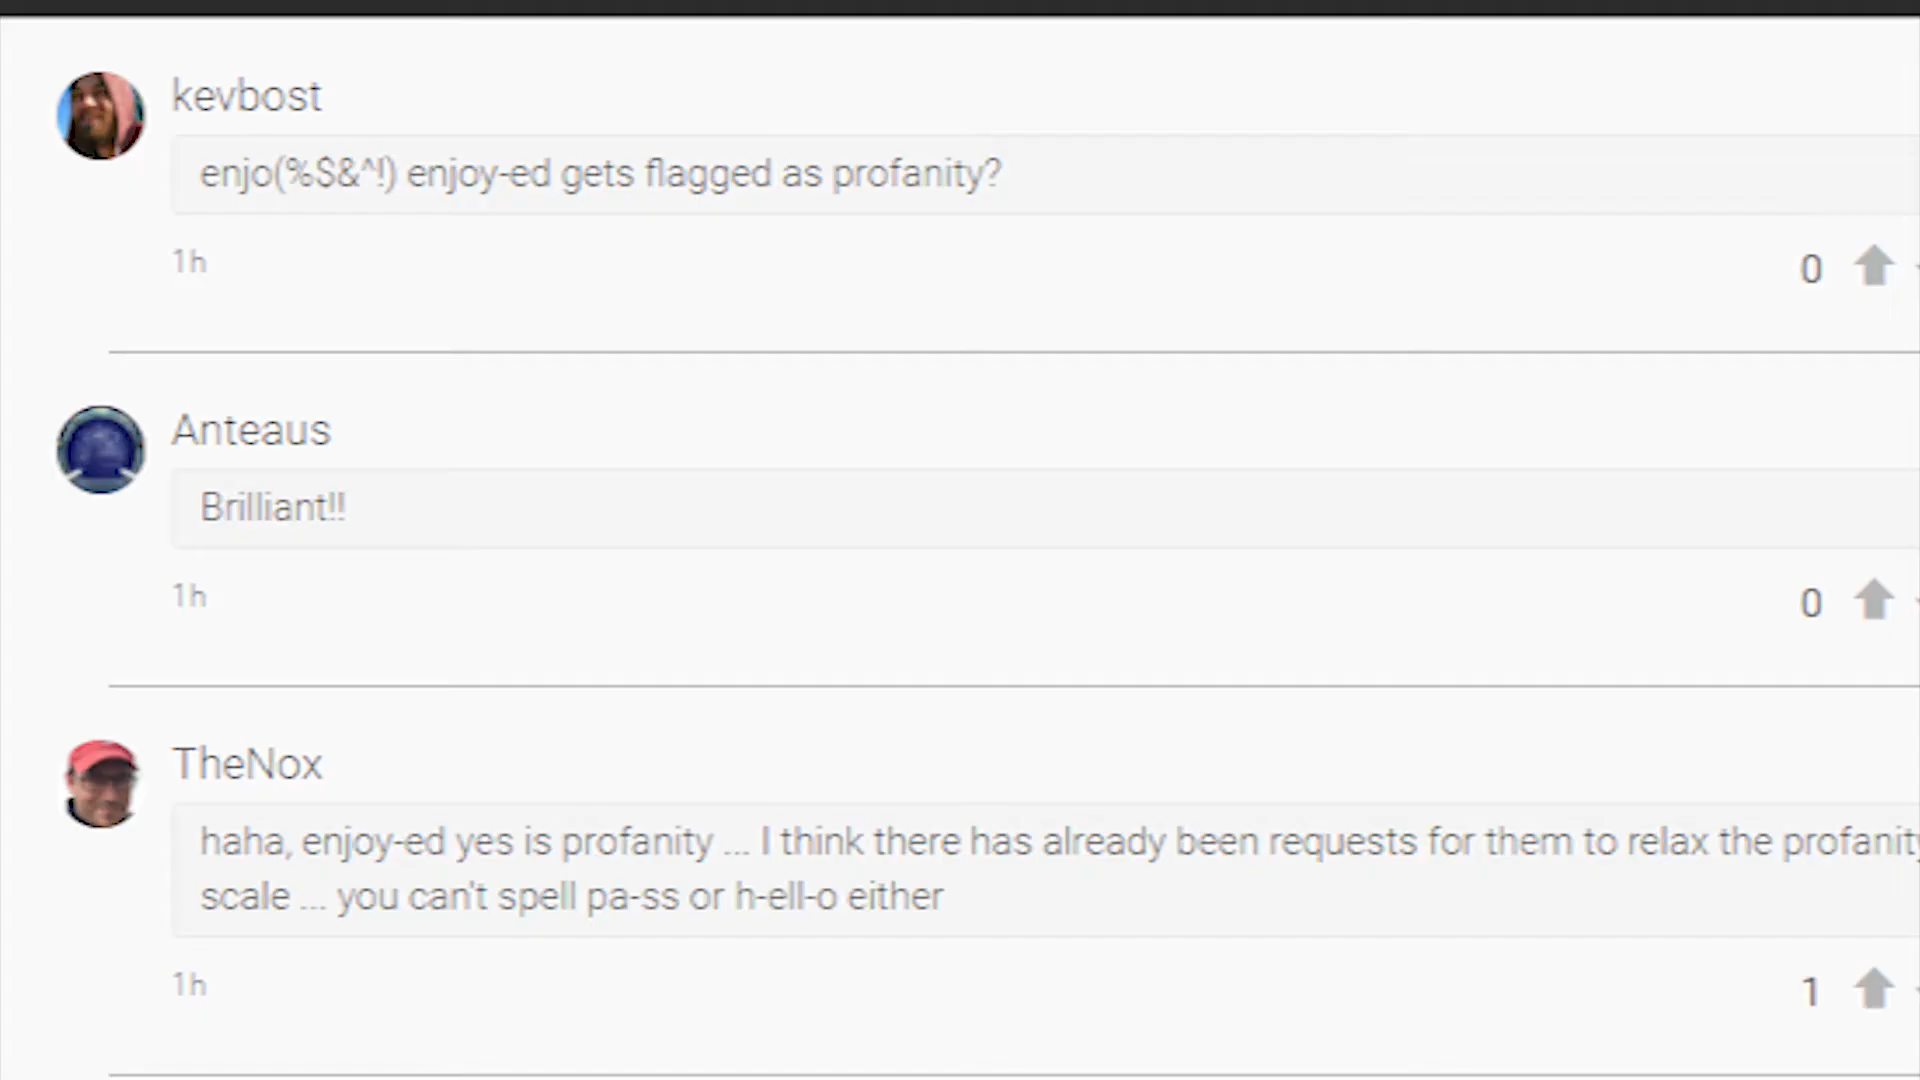 kevbost
enjo(%$&^!) enjoy-ed gets flagged as profanity?
1h
0
Anteaus
Brilliant!!
1h
0
TheNox
haha, enjoy-ed yes is profanity ... I think there has already been requests for them to relax the profanity
scale ... you can't spell pa-ss or h-ell-o either
1h
1